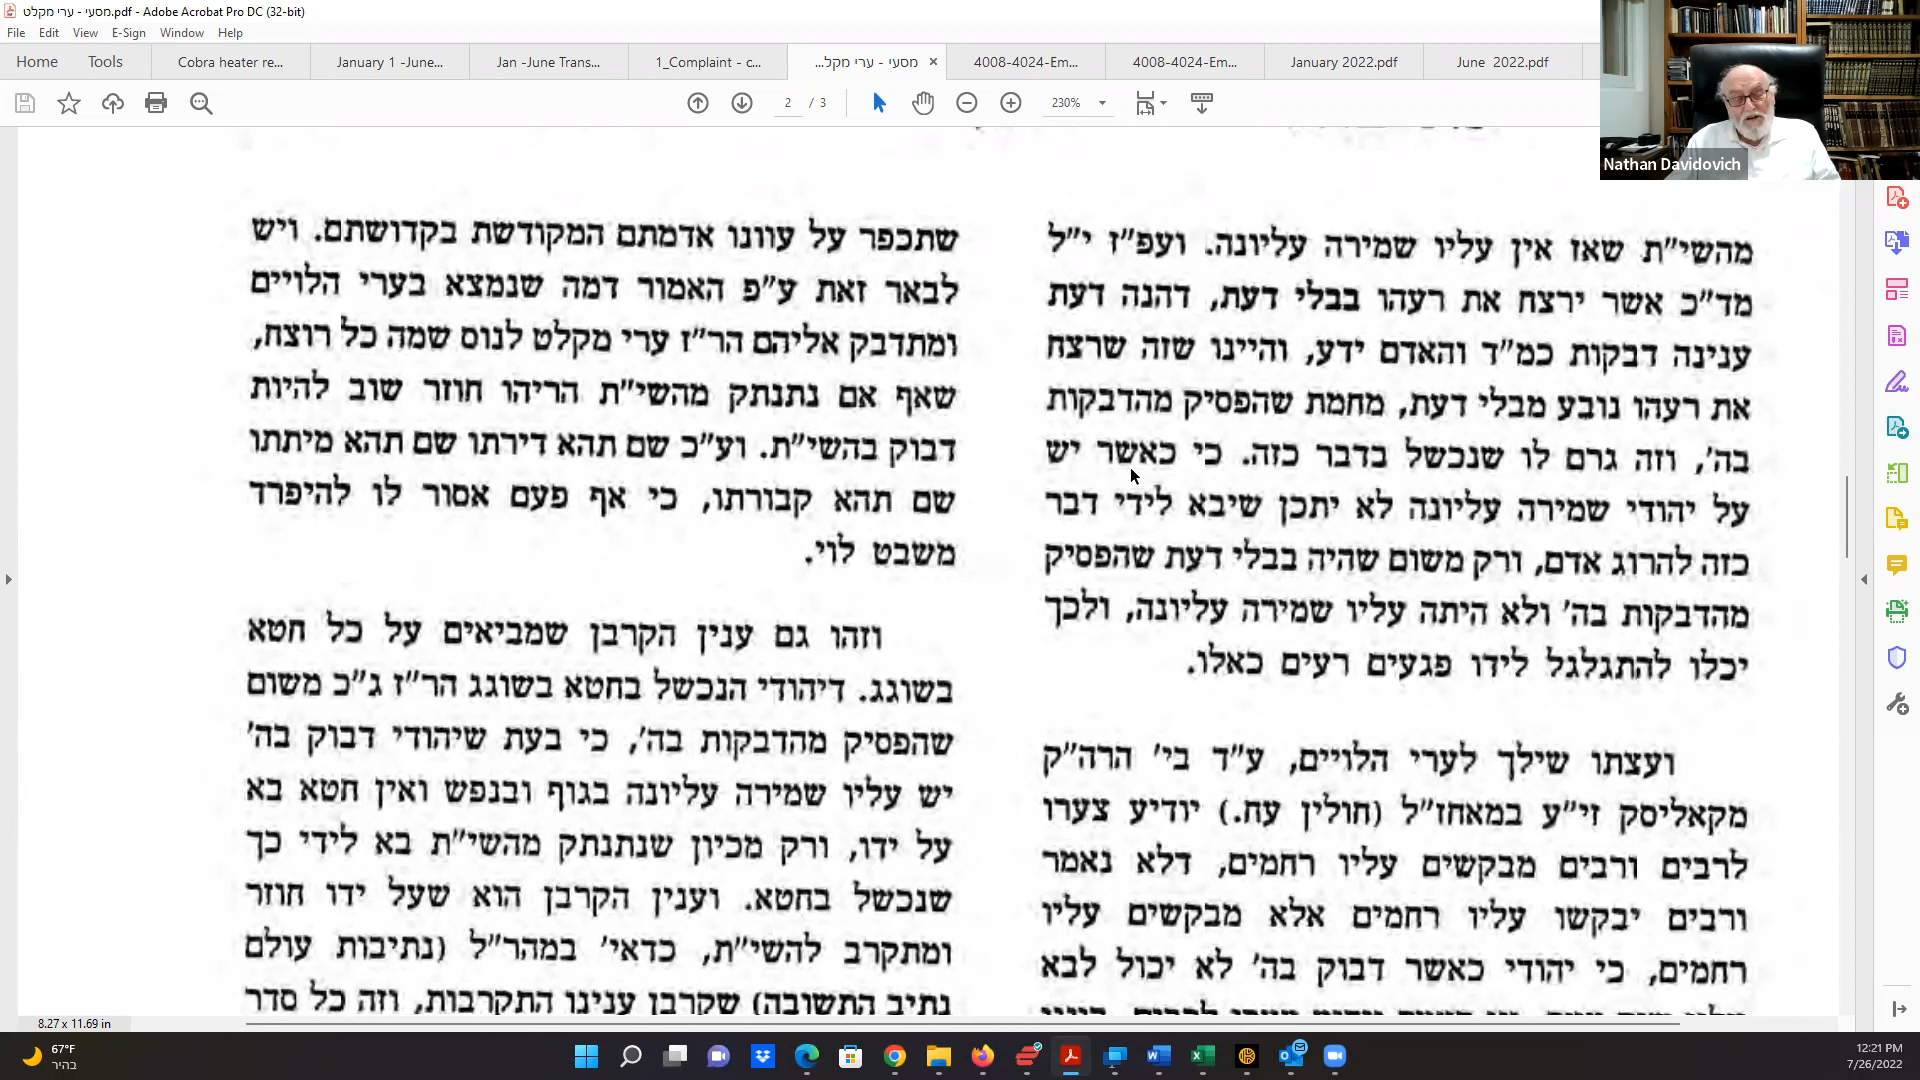 מסעי - ערי מקלט.pdf - Adobe Acrobat Pro DC (32-bit)
File Edit View E-Sign Window Help
Home Tools Cobra heater re... January 1 -June... Jan -June Trans... 1_Complaint - c... מסעי - ערי מקל... 4008-4024-Em... 4008-4024-Em... January 2022.pdf June 2022.pdf
2 / 3 230%
Nathan Davidovich
מהשי״ת שאז אין עליו שמירה עליונה. ועפ״ז י״ל
מד״כ אשר ירצח את רעהו בבלי דעת, דהנה דעת
ענינה דבקות כמ״ד והאדם ידע, והיינו שזה שרצח
את רעהו נובע מבלי דעת, מחמת שהפסיק מהדבקות
בה׳, וזה גרם לו שנכשל בדבר כזה. כי כאשר יש
על יהודי שמירה עליונה לא יתכן שיבא לידי דבר
כזה להרוג אדם, ורק משום שהיה בבלי דעת שהפסיק
מהדבקות בה׳ ולא היתה עליו שמירה עליונה, ולכך
יכלו להתגלגל לידו פגעים רעים כאלו.
ועצתו שילך לערי הלויים, ע״ד בי׳ הרה״ק
מקאליסק זי״ע במאחז״ל (חולין עח.) יודיע צערו
לרבים ורבים מבקשים עליו רחמים, דלא נאמר
ורבים יבקשו עליו רחמים אלא מבקשים עליו
רחמים, כי יהודי כאשר דבוק בה׳ לא יכול לבא
שתכפר על עוונו אדמתם המקודשת בקדושתם. ויש
לבאר זאת ע״פ האמור דמה שנמצא בערי הלויים
ומתדבק אליהם הר״ז ערי מקלט לנוס שמה כל רוצח,
שאף אם נתנתק מהשי״ת הריהו חוזר שוב להיות
דבוק בהשי״ת. וע״כ שם תהא דירתו שם תהא מיתתו
שם תהא קבורתו, כי אף פעם אסור לו להיפרד
משבט לוי.
וזהו גם ענין הקרבן שמביאים על כל חטא
בשוגג. דיהודי הנכשל בחטא בשוגג הר״ז ג״כ משום
שהפסיק מהדבקות בה׳, כי בעת שיהודי דבוק בה׳
יש עליו שמירה עליונה בגוף ובנפש ואין חטא בא
על ידו, ורק מכיון שנתנתק מהשי״ת בא לידי כך
שנכשל בחטא. וענין הקרבן הוא שעל ידו חוזר
ומתקרב להשי״ת, כדאי׳ במהר״ל (נתיבות עולם
נתיב התשובה) שקרבן ענינו התקרבות, וזה כל סדר
8.27 x 11.69 in
67°F
בהיר
12:21 PM
7/26/2022